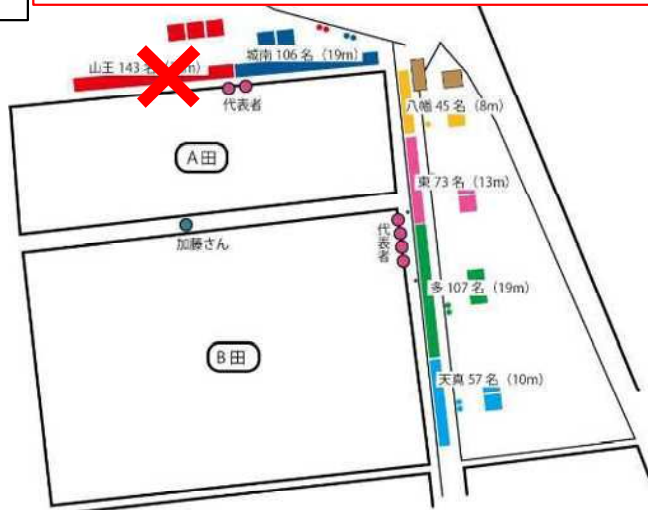 城南 106 名（19m）
山王 143 名
代表者
八幡 45 名（8m）
A 田
東 73 名（13m）
代表者
加藤さん
多 107 名（19m）
B 田
天真 57 名（10m）